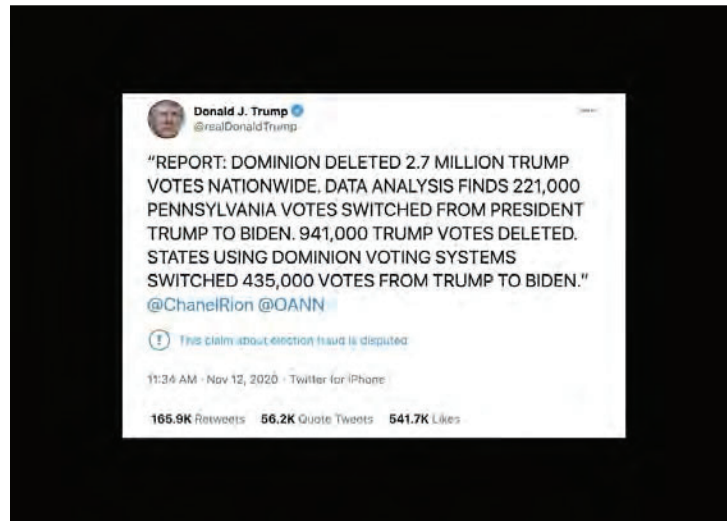 Donald J. Trump
@realDonaldTrump
“REPORT: DOMINION DELETED 2.7 MILLION TRUMP
VOTES NATIONWIDE. DATA ANALYSIS FINDS 221,000
PENNSYLVANIA VOTES SWITCHED FROM PRESIDENT
TRUMP TO BIDEN. 941,000 TRUMP VOTES DELETED.
STATES USING DOMINION VOTING SYSTEMS
SWITCHED 435,000 VOTES FROM TRUMP TO BIDEN.”
@ChanelRion @OANN
This claim about election fraud is disputed
11:34 AM · Nov 12, 2020 · Twitter for iPhone
165.9K Retweets 56.2K Quote Tweets 541.7K Likes